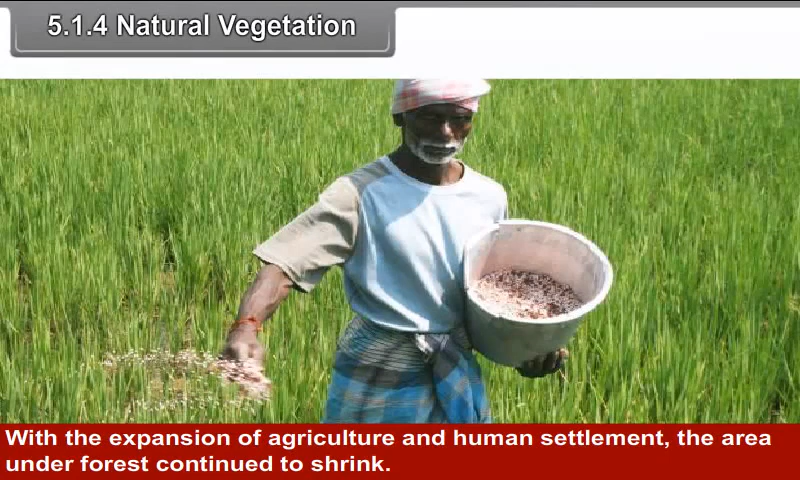 5.1.4 Natural Vegetation
With the expansion of agriculture and human settlement, the area
under forest continued to shrink.